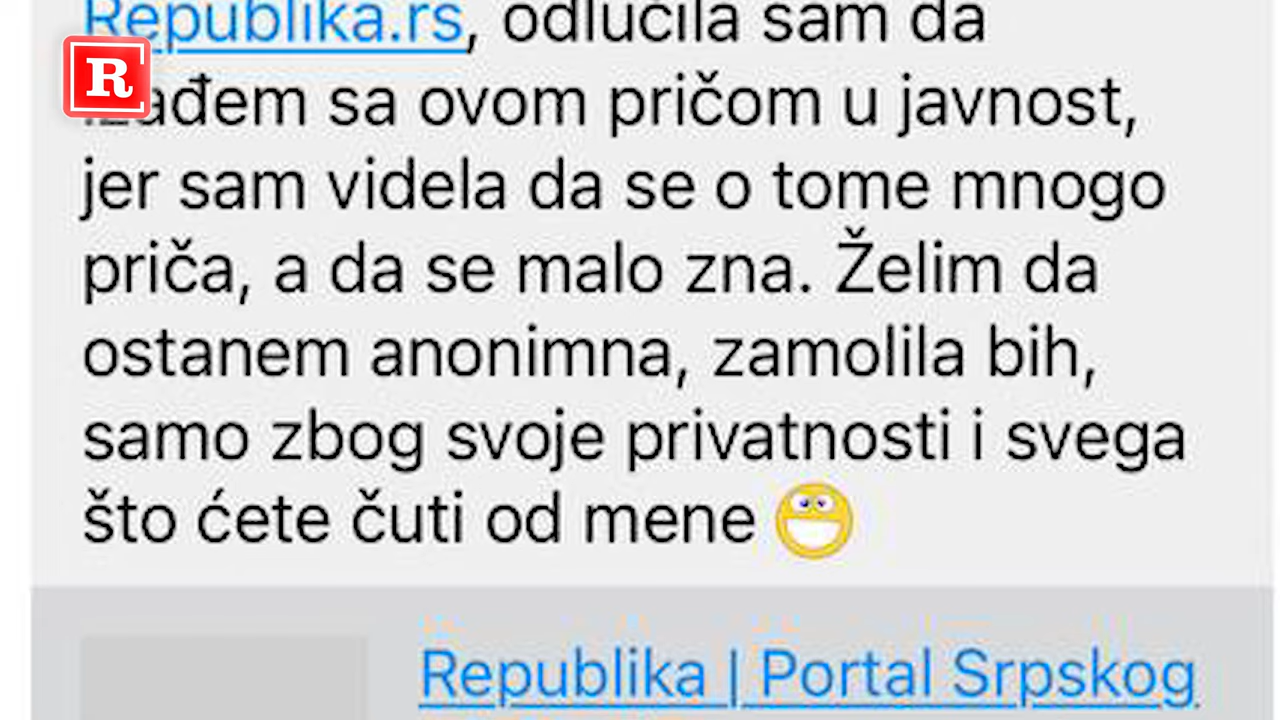 Republika.rs, odlučila sam da
izađem sa ovom pričom u javnost,
jer sam videla da se o tome mnogo
priča, a da se malo zna. Želim da
ostanem anonimna, zamolila bih,
samo zbog svoje privatnosti i svega
što ćete čuti od mene
Republika | Portal Srpskog
R